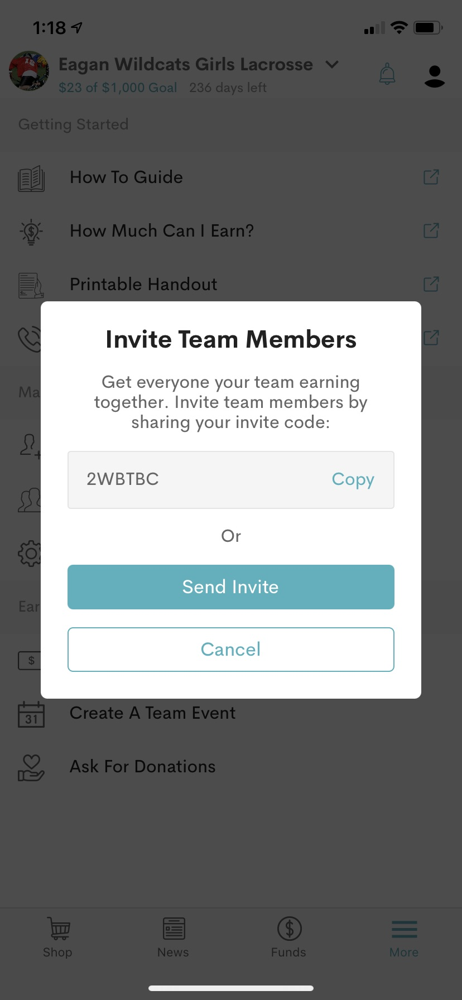 1:18
Eagan Wildcats Girls Lacrosse
$23 of $1,000 Goal 236 days left
Getting Started
How To Guide
How Much Can I Earn?
Printable Handout
Invite Team Members
Get everyone your team earning
together. Invite team members by
sharing your invite code:
Ma
2WBTBC Copy
Or
Send Invite
Ear
Cancel
$
31 Create A Team Event
Ask For Donations
Shop News Funds More